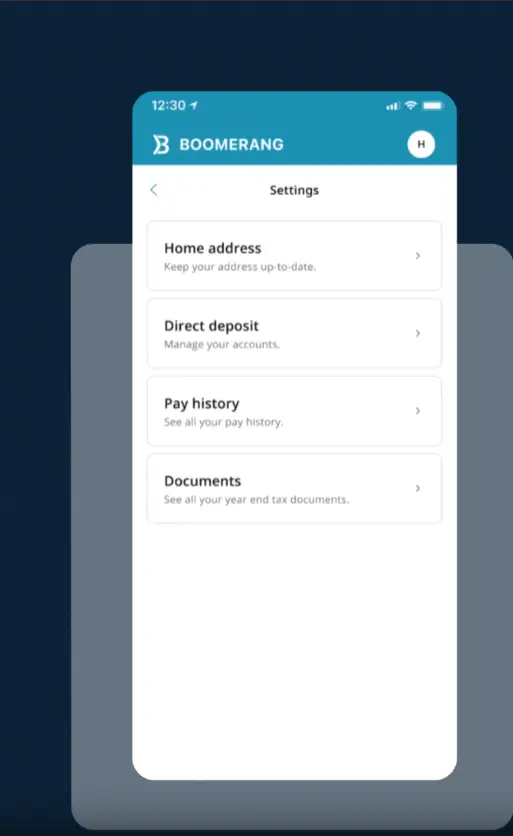 12:30
BOOMERANG
H
Settings
Home address
Keep your address up-to-date.
Direct deposit
Manage your accounts.
Pay history
See all your pay history.
Documents
See all your year end tax documents.